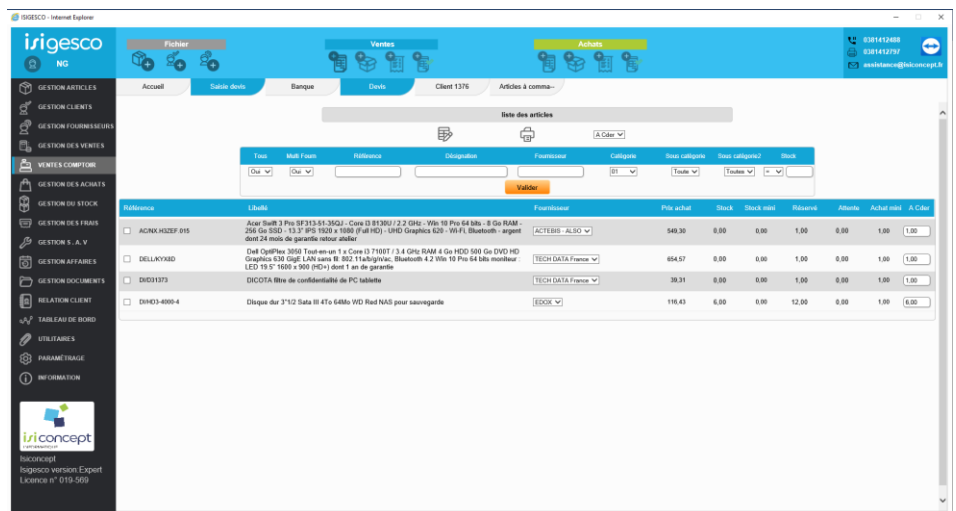 ISIGESCO - Internet Explorer
isigesco
NG
Fichier
Ventes
Achats
0381412488
0381412797
assistance@isiconcept.fr
Accueil
Saisie devis
Banque
Devis
Client 1376
Articles à comma--
GESTION ARTICLES
GESTION CLIENTS
GESTION FOURNISSEURS
GESTION DES VENTES
VENTES COMPTOIR
GESTION DES ACHATS
GESTION DU STOCK
GESTION DES FRAIS
GESTION S . A. V
GESTION AFFAIRES
GESTION DOCUMENTS
RELATION CLIENT
TABLEAU DE BORD
UTILITAIRES
PARAMÉTRAGE
INFORMATION
isiconcept
Isiconcept
Isigesco version:Expert
Licence n° 019-569
liste des articles
A Cder
Tous Multi Fourn Référence Désignation Fournisseur Catégorie Sous catégorie Sous catégorie2 Stock
Oui Oui 01 Toute Toutes =
Valider
Référence Libellé Fournisseur Prix achat Stock Stock mini Réservé Attente Achat mini A Cder
Acer Swift 3 Pro SF313-51-35QJ - Core i3 8130U / 2.2 GHz - Win 10 Pro 64 bits - 8 Go RAM -
AC/NX.H3ZEF.015 256 Go SSD - 13.3" IPS 1920 x 1080 (Full HD) - UHD Graphics 620 - Wi-Fi, Bluetooth - argent ACTEBIS - ALSO 549,30 0,00 0,00 1,00 0,00 1,00 1,00
dont 24 mois de garantie retour atelier
Dell OptiPlex 3050 Tout-en-un 1 x Core i3 7100T / 3.4 GHz RAM 4 Go HDD 500 Go DVD HD
DELL/KYX8D Graphics 630 GigE LAN sans fil: 802.11a/b/g/n/ac, Bluetooth 4.2 Win 10 Pro 64 bits moniteur : TECH DATA France 654,57 0,00 0,00 1,00 0,00 1,00 1,00
LED 19.5" 1600 x 900 (HD+) dont 1 an de garantie
DI/D31373 DICOTA filtre de confidentialité de PC tablette TECH DATA France 39,31 0,00 0,00 1,00 0,00 1,00 1,00
DI/HD3-4000-4 Disque dur 3"1/2 Sata III 4To 64Mo WD Red NAS pour sauvegarde EDOX 116,43 6,00 0,00 12,00 0,00 1,00 6,00